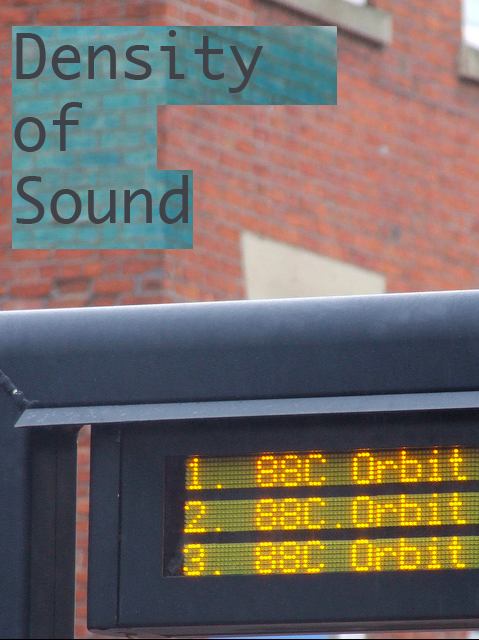 Density
of
Sound
1. 88C Orbit
2. 88C.Orbit
3. 88C Orbit